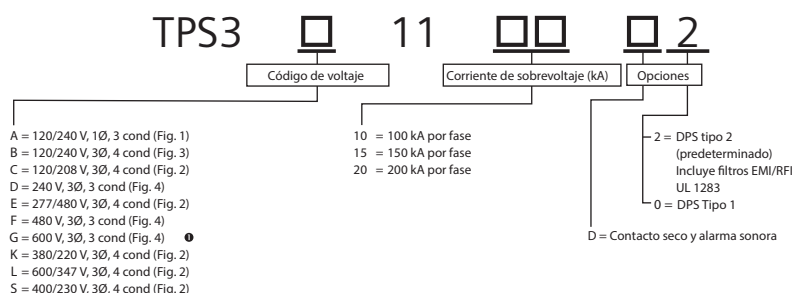 TPS3 □ 11 □□ □ 2
Código de voltaje
Corriente de sobrevoltaje (kA)
Opciones
A = 120/240 V, 1Ø, 3 cond (Fig. 1)
B = 120/240 V, 3Ø, 4 cond (Fig. 3)
C = 120/208 V, 3Ø, 4 cond (Fig. 2)
D = 240 V, 3Ø, 3 cond (Fig. 4)
E = 277/480 V, 3Ø, 4 cond (Fig. 2)
F = 480 V, 3Ø, 3 cond (Fig. 4)
G = 600 V, 3Ø, 3 cond (Fig. 4) ❶
K = 380/220 V, 3Ø, 4 cond (Fig. 2)
L = 600/347 V, 3Ø, 4 cond (Fig. 2)
S = 400/230 V, 3Ø, 4 cond (Fig. 2)
10 = 100 kA por fase
15 = 150 kA por fase
20 = 200 kA por fase
2 = DPS tipo 2
(predeterminado)
Incluye filtros EMI/RFI
UL 1283
0 = DPS Tipo 1
D = Contacto seco y alarma sonora